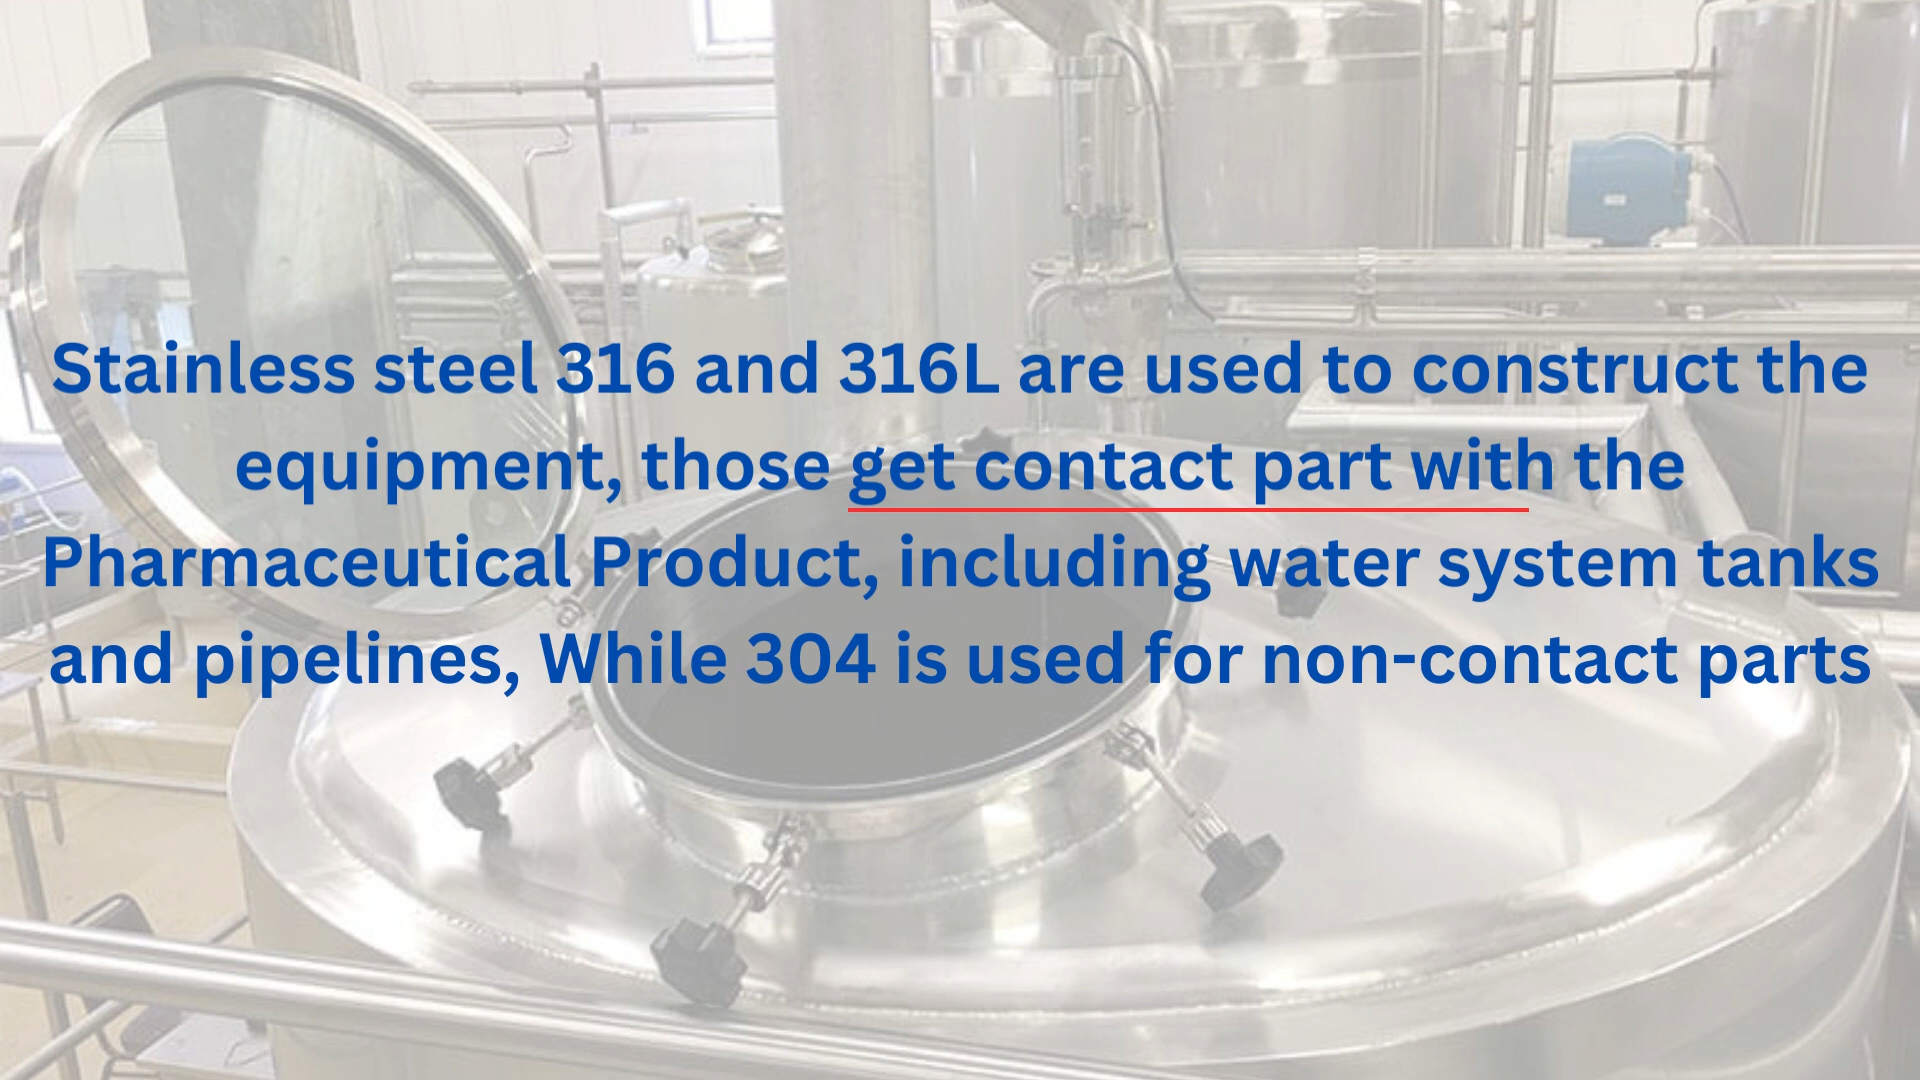 Stainless steel 316 and 316L are used to construct the
equipment, those get contact part with the
Pharmaceutical Product, including water system tanks
and pipelines, While 304 is used for non-contact parts